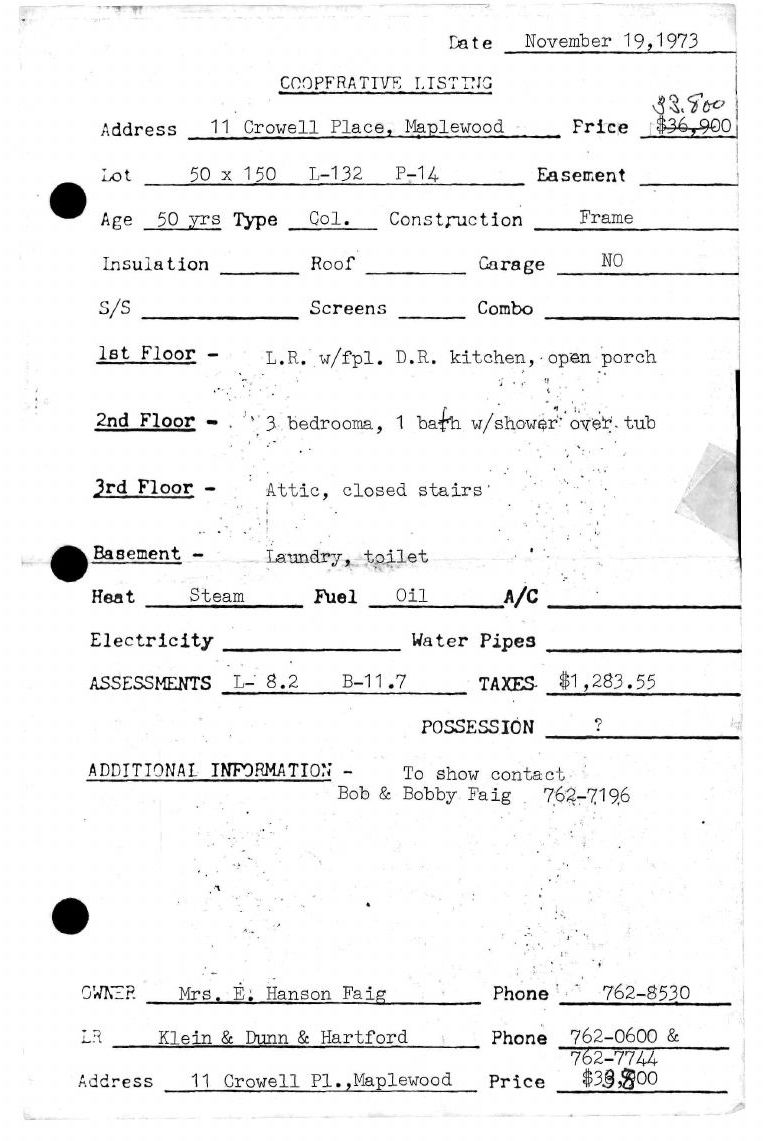 Date November 19,1973
COOPERATIVE LISTING
33.800
Address 11 Crowell Place, Maplewood Price $36,900
Lot 50 x 150 L-132 P-14 Easement
Age 50 yrs Type Col. Construction Frame
Insulation Roof Garage NO
S/S Screens Combo
1st Floor - L.R. w/fpl. D.R. kitchen, open porch
2nd Floor - 3 bedrooma, 1 bath w/shower over tub
3rd Floor - Attic, closed stairs
Basement - Laundry, toilet
Heat Steam Fuel Oil A/C
Electricity Water Pipes
ASSESSMENTS L- 8.2 B-11.7 TAXES $1,283.55
POSSESSION ?
ADDITIONAL INFORMATION - To show contact
Bob & Bobby Faig 762-7196
OWNER Mrs. E. Hanson Faig Phone 762-8530
LR Klein & Dunn & Hartford Phone 762-0600 &
762-7744
Address 11 Crowell Pl.,Maplewood Price